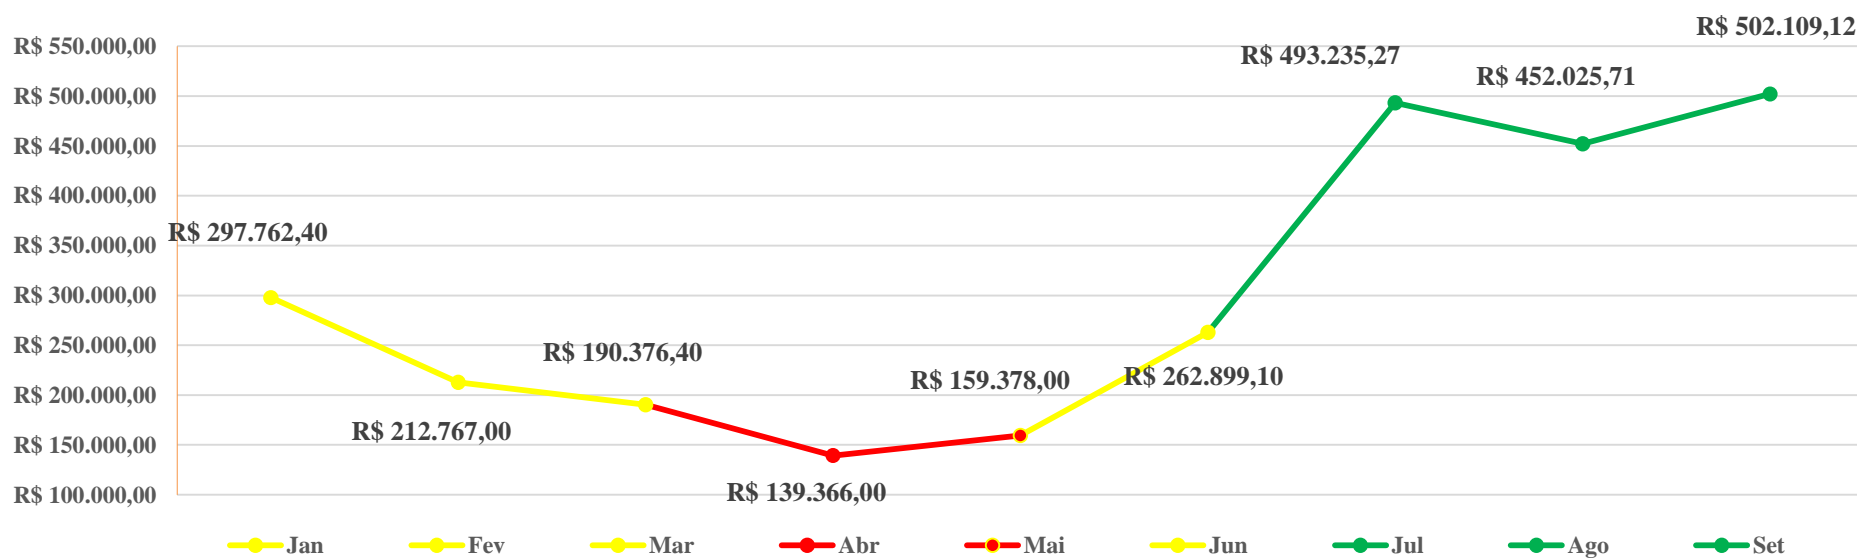 R$ 550.000,00
R$ 500.000,00
R$ 450.000,00
R$ 400.000,00
R$ 350.000,00
R$ 300.000,00
R$ 250.000,00
R$ 200.000,00
R$ 150.000,00
R$ 100.000,00
R$ 297.762,40
R$ 212.767,00
R$ 190.376,40
R$ 139.366,00
R$ 159.378,00
R$ 262.899,10
R$ 493.235,27
R$ 452.025,71
R$ 502.109,12
Jan Fev Mar Abr Mai Jun Jul Ago Set